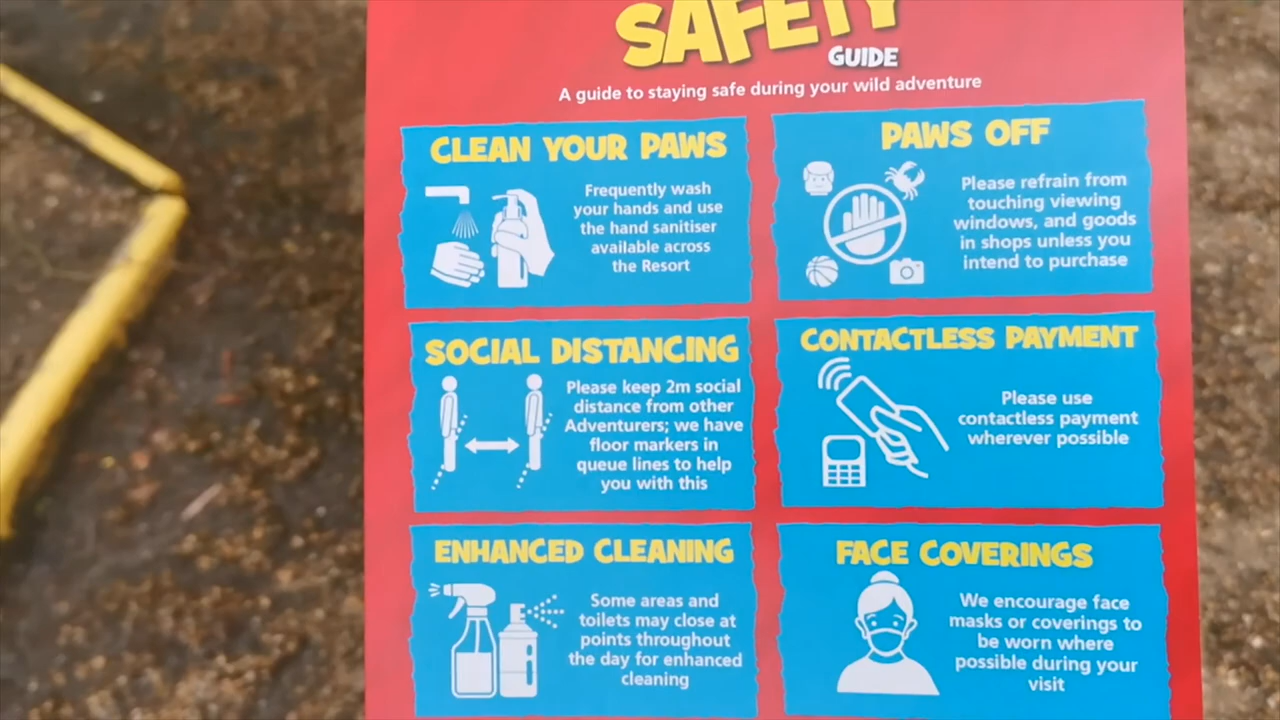 SAFETY
GUIDE
A guide to staying safe during your wild adventure
CLEAN YOUR PAWS
Frequently wash
your hands and use
the hand sanitiser
available across
the Resort
PAWS OFF
Please refrain from
touching viewing
windows, and goods
in shops unless you
intend to purchase
SOCIAL DISTANCING
Please keep 2m social
distance from other
Adventurers; we have
floor markers in
queue lines to help
you with this
CONTACTLESS PAYMENT
Please use
contactless payment
wherever possible
ENHANCED CLEANING
Some areas and
toilets may close at
points throughout
the day for enhanced
cleaning
FACE COVERINGS
We encourage face
masks or coverings to
be worn where
possible during your
visit